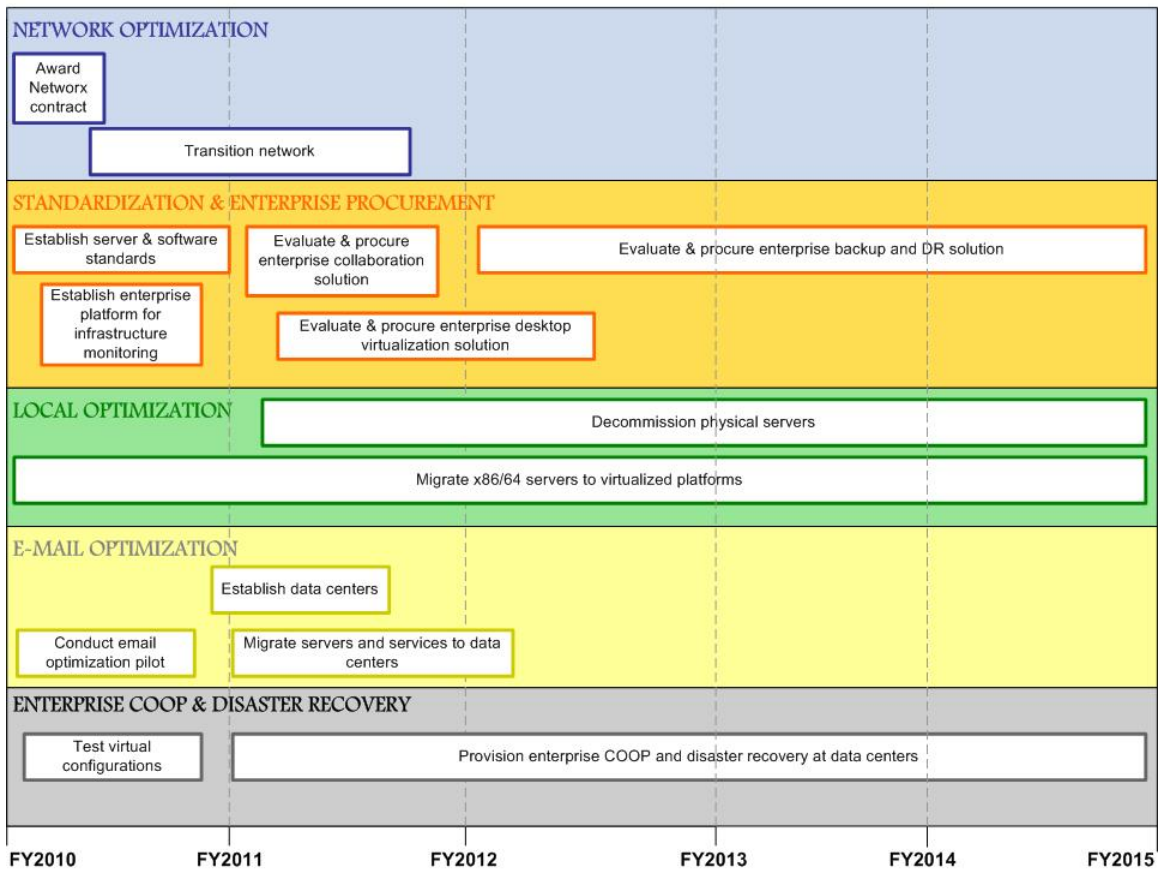 NETWORK OPTIMIZATION
Award
Networx
contract
Transition network
STANDARDIZATION & ENTERPRISE PROCUREMENT
Establish server & software
standards
Evaluate & procure
enterprise collaboration
solution
Evaluate & procure enterprise backup and DR solution
Establish enterprise
platform for
infrastructure
monitoring
Evaluate & procure enterprise desktop
virtualization solution
LOCAL OPTIMIZATION
Decommission physical servers
Migrate x86/64 servers to virtualized platforms
E-MAIL OPTIMIZATION
Establish data centers
Conduct email
optimization pilot
Migrate servers and services to data
centers
ENTERPRISE COOP & DISASTER RECOVERY
Test virtual
configurations
Provision enterprise COOP and disaster recovery at data centers
FY2010 FY2011 FY2012 FY2013 FY2014 FY2015